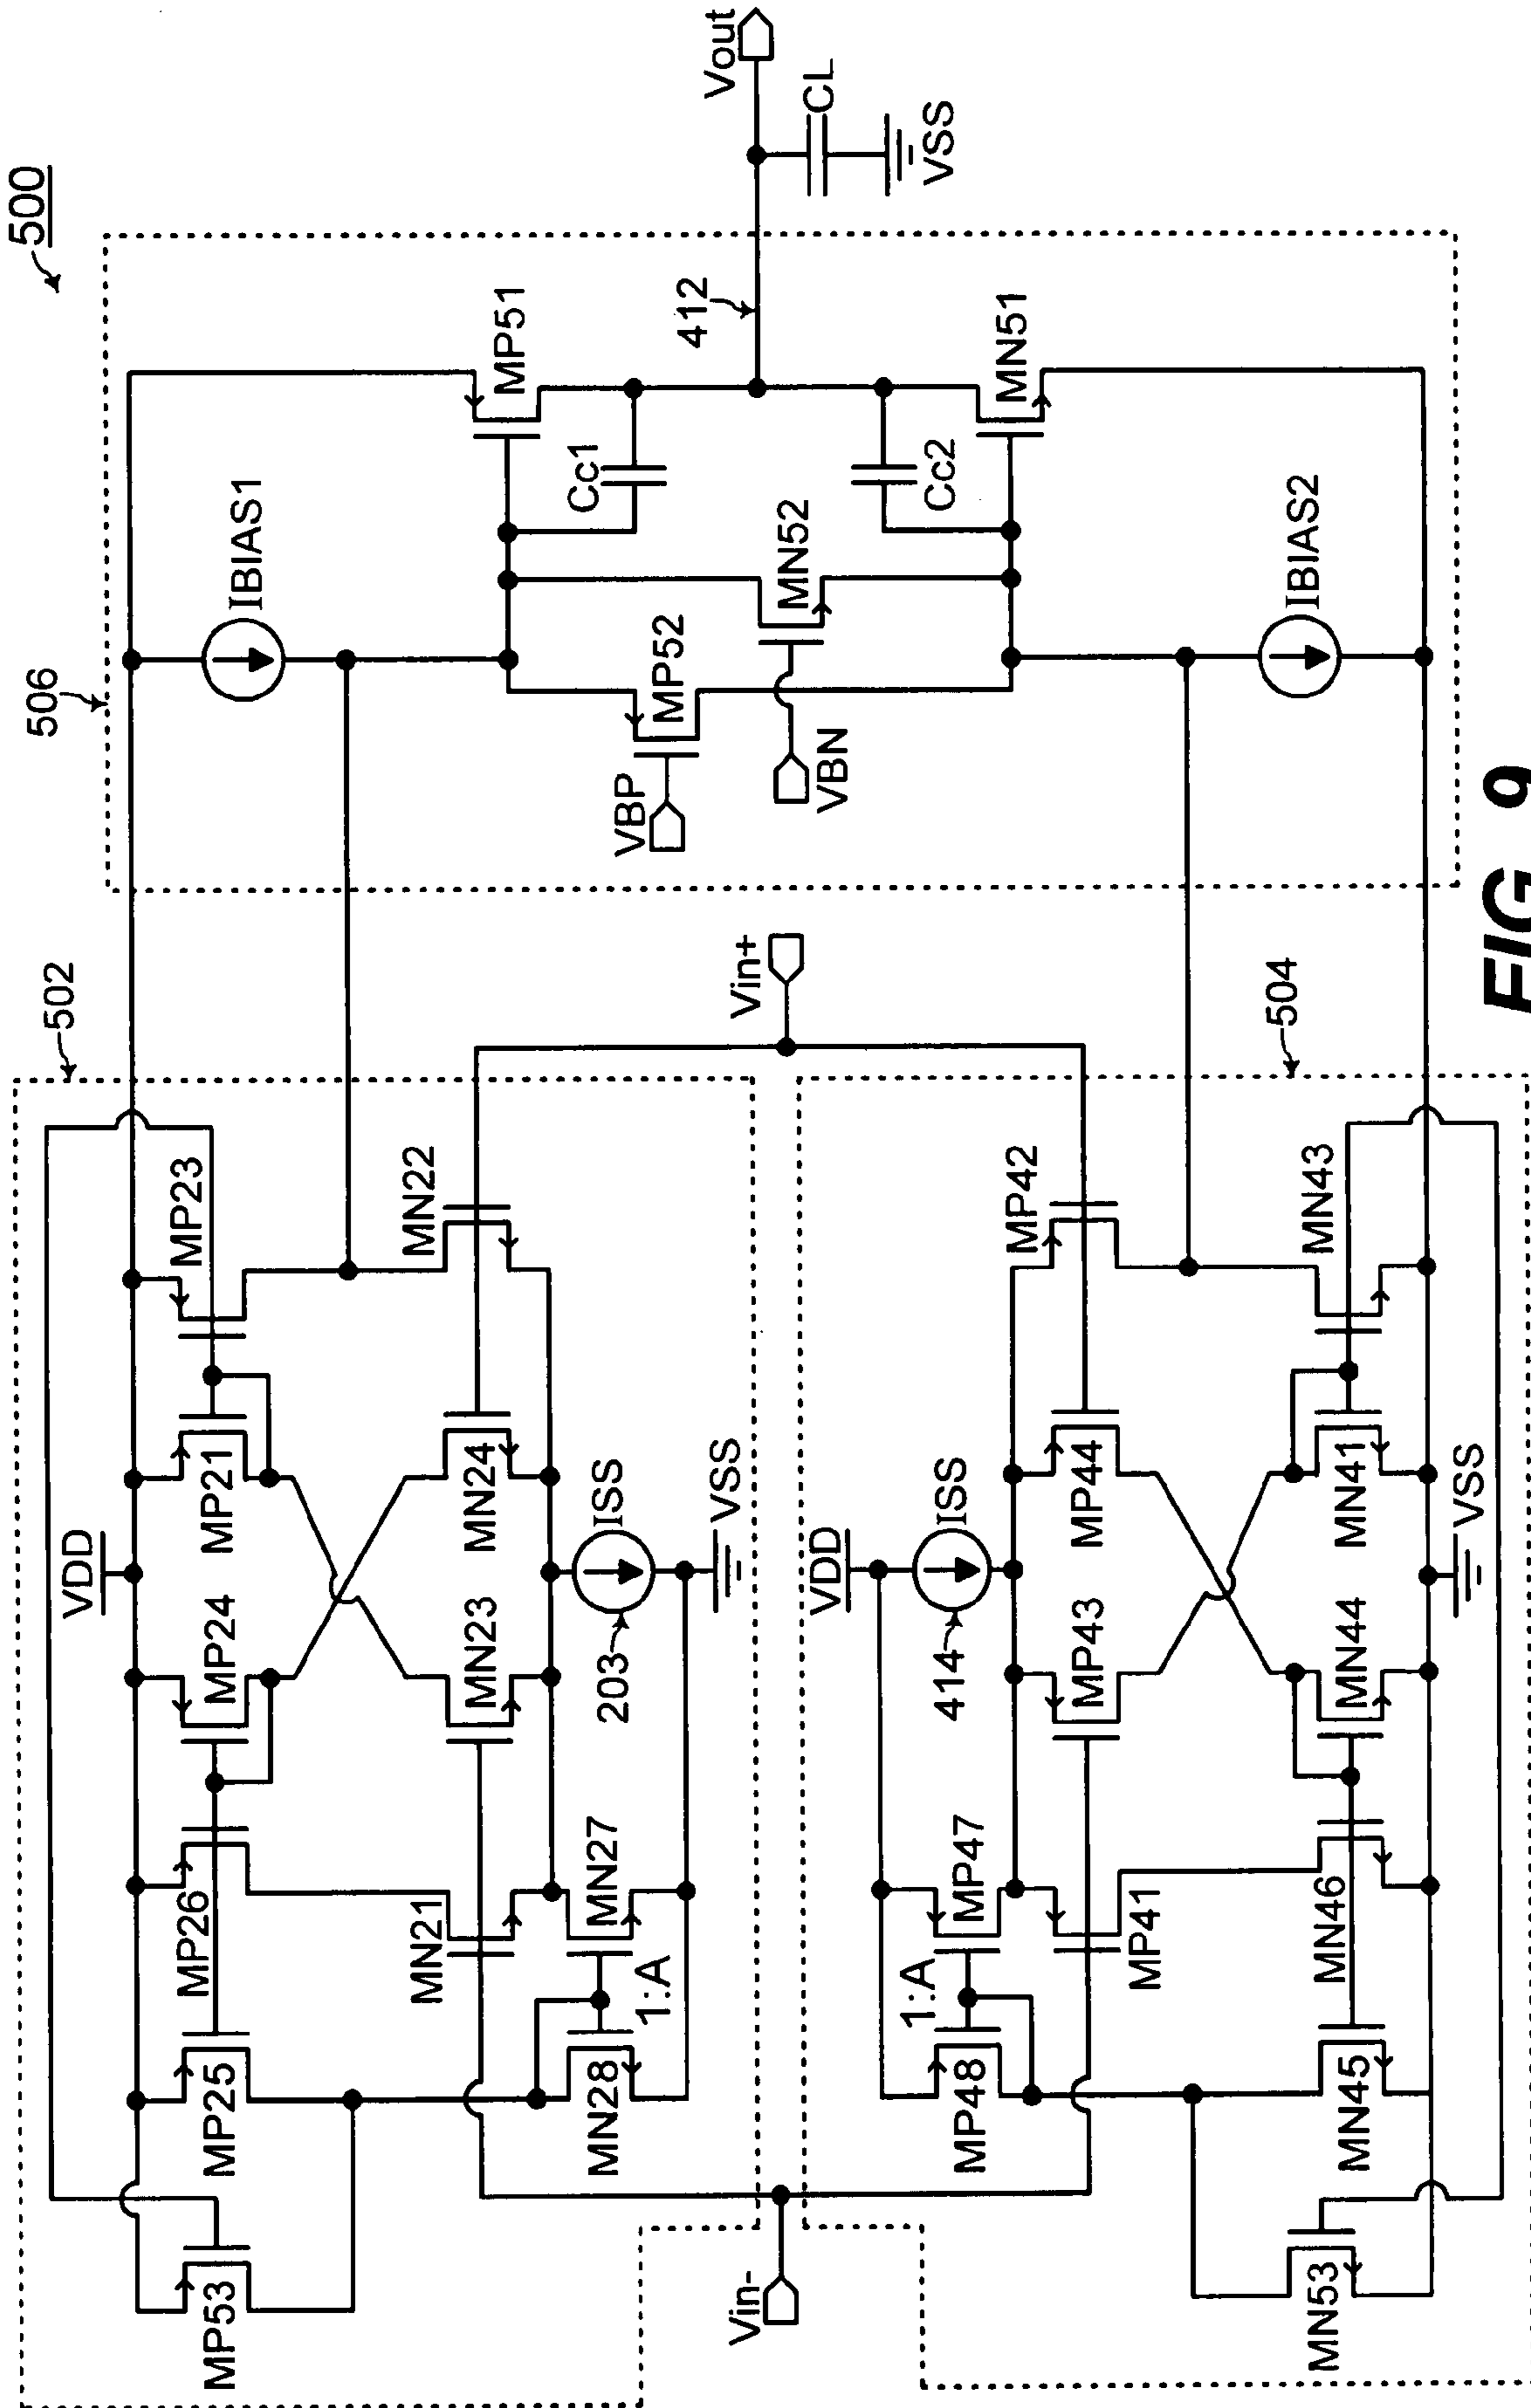 500
506
IBIAS1
MP51
412
Vout
CL
VSS
Cc1
Cc2
MP52
MN52
VBP
VBN
MN51
IBIAS2
502
MP23
MP21
VDD
MP24
MP26
MP25
MP53
MN22
MN24
MN23
MN21
MN27
MN28
1:A
ISS
203
VSS
Vin+
Vin-
504
MP42
MP44
VDD
ISS
414
MP43
MP47
1:A
MP48
MP41
MN43
MN41
VSS
MN44
MN46
MN45
MN53
FIG. 9